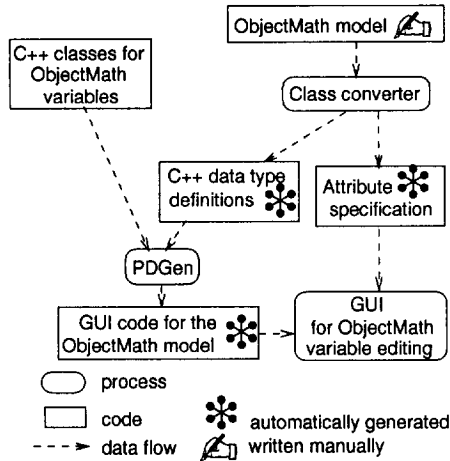 ObjectMath model
C++ classes for
ObjectMath
variables
Class converter
C++ data type
definitions
Attribute
specification
PDGen
GUI code for the
ObjectMath model
GUI
for ObjectMath
variable editing
process
code
automatically generated
data flow
written manually